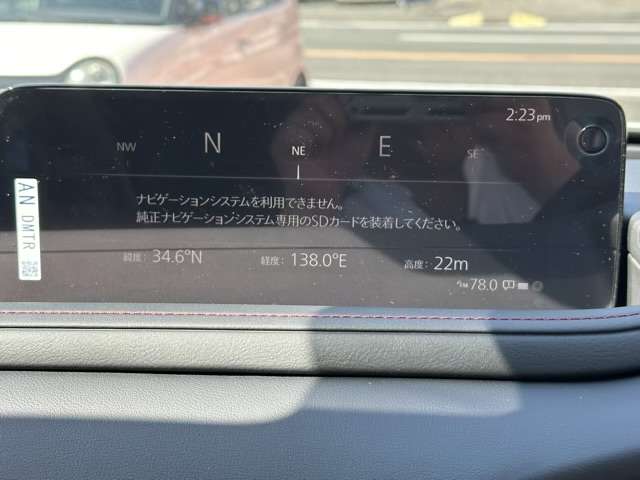 2:23pm
NW N NE E SE
ナビゲーションシステムを利用できません。
純正ナビゲーションシステム専用のSDカードを装着してください。
緯度: 34.6°N 経度: 138.0°E 高度: 22m
78.0
AN DMTR